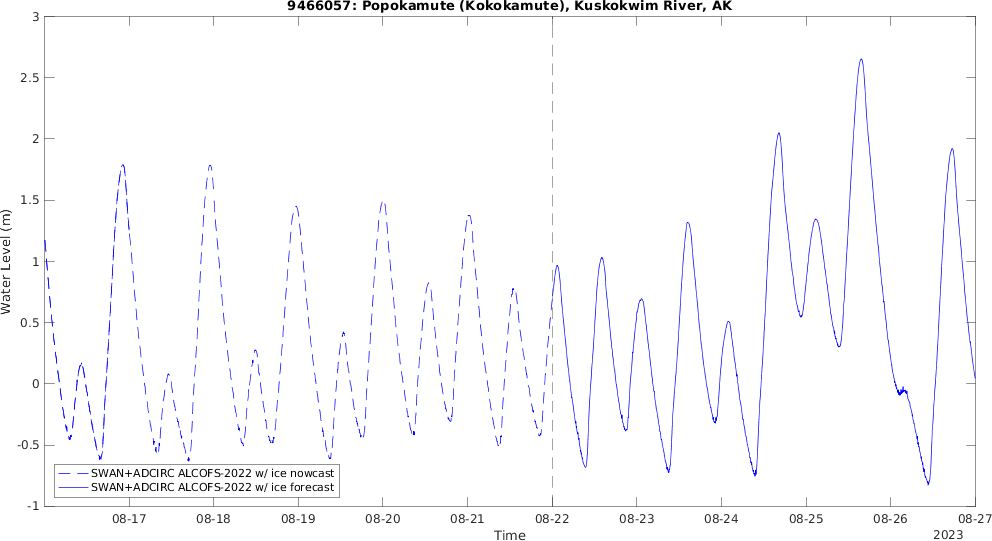 9466057: Popokamute (Kokokamute), Kuskokwim River, AK
3
2.5
2
1.5
1
0.5
0
-0.5
-1
Water Level (m)
SWAN+ADCIRC ALCOFS-2022 w/ ice nowcast
SWAN+ADCIRC ALCOFS-2022 w/ ice forecast
08-17 08-18 08-19 08-20 08-21 08-22 08-23 08-24 08-25 08-26 08-27
Time
2023